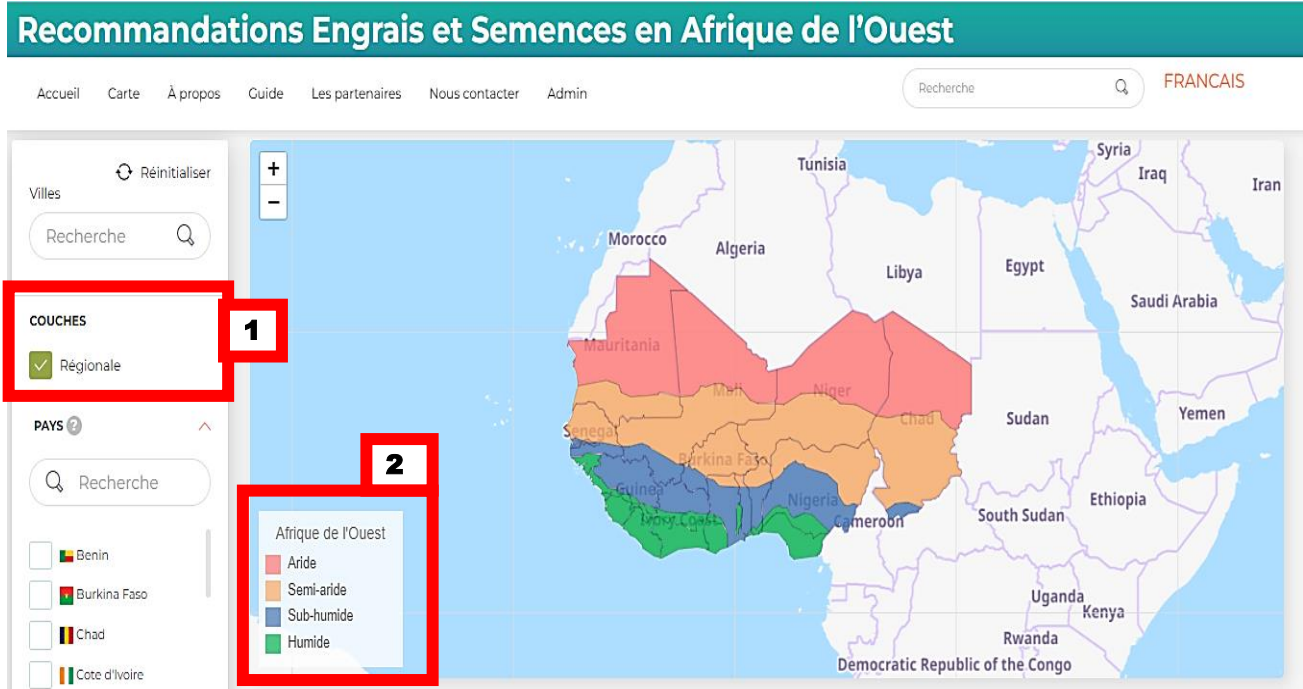 Recommandations Engrais et Semences en Afrique de l'Ouest
Accueil Carte À propos Guide Les partenaires Nous contacter Admin
Recherche
FRANCAIS
Réinitialiser
Villes
Recherche
COUCHES
Régionale
1
PAYS ?
Recherche
Benin
Burkina Faso
Chad
Cote d'Ivoire
+
−
2
Afrique de l'Ouest
Aride
Semi-aride
Sub-humide
Humide
Tunisia
Syria
Iraq
Iran
Morocco
Algeria
Libya
Egypt
Saudi Arabia
Mauritania
Mali
Niger
Chad
Sudan
Yemen
Senegal
Burkina Faso
Guinea
Nigeria
Ivory Coast
Cameroon
South Sudan
Ethiopia
Uganda
Kenya
Rwanda
Democratic Republic of the Congo